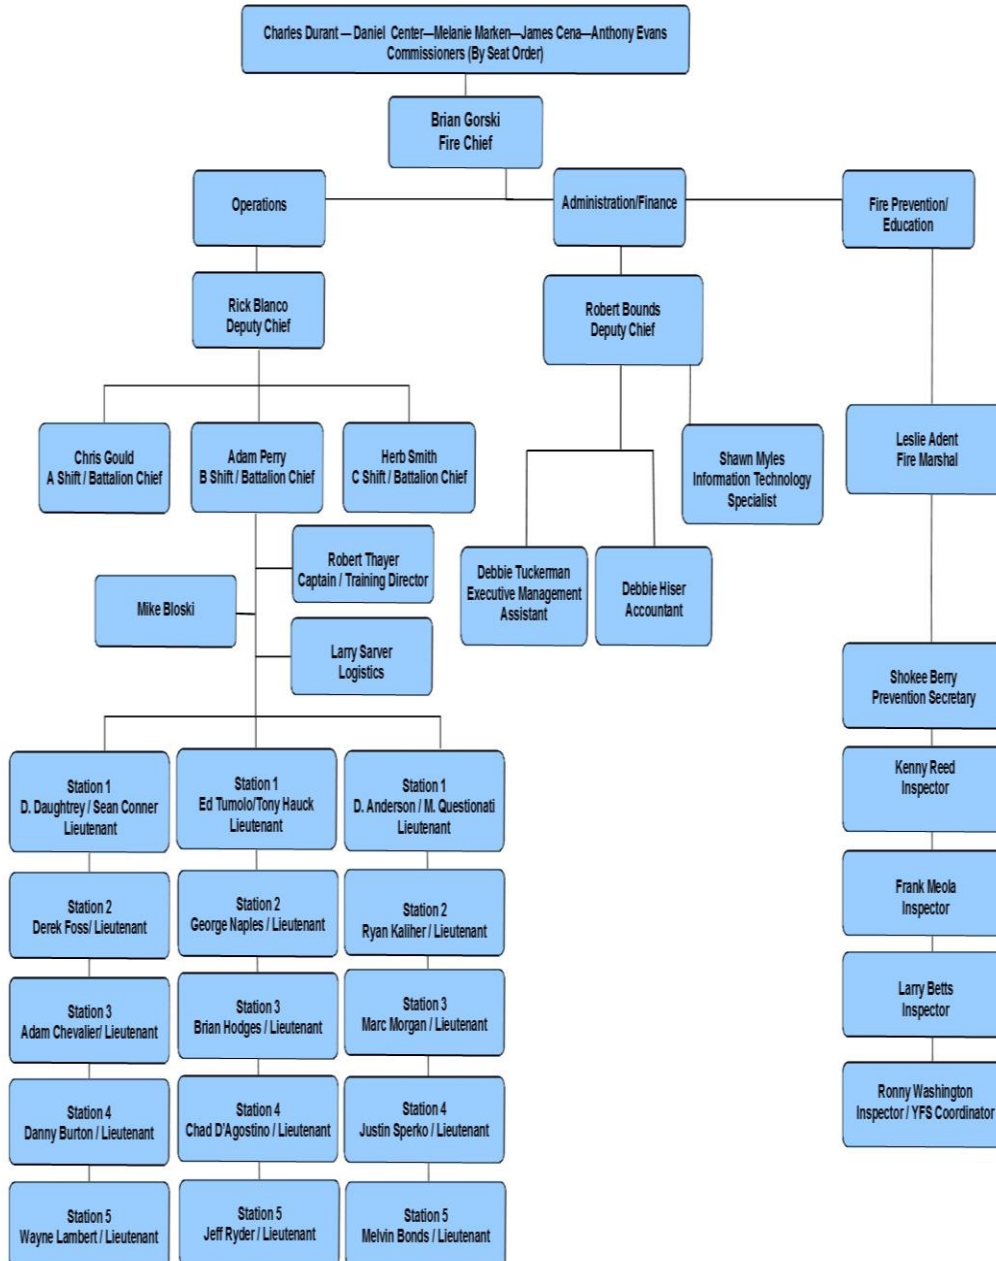 Charles Durant — Daniel Center—Melanie Marken—James Cena—Anthony Evans
Commissioners (By Seat Order)
Brian Gorski
Fire Chief
Operations
Administration/Finance
Fire Prevention/
Education
Rick Blanco
Deputy Chief
Robert Bounds
Deputy Chief
Chris Gould
A Shift / Battalion Chief
Adam Perry
B Shift / Battalion Chief
Herb Smith
C Shift / Battalion Chief
Shawn Myles
Information Technology
Specialist
Leslie Adent
Fire Marshal
Robert Thayer
Captain / Training Director
Mike Bloski
Larry Sarver
Logistics
Debbie Tuckerman
Executive Management
Assistant
Debbie Hiser
Accountant
Shokee Berry
Prevention Secretary
Station 1
D. Daughtrey / Sean Conner
Lieutenant
Station 1
Ed Tumolo/Tony Hauck
Lieutenant
Station 1
D. Anderson / M. Questionati
Lieutenant
Kenny Reed
Inspector
Station 2
Derek Foss/ Lieutenant
Station 2
George Naples / Lieutenant
Station 2
Ryan Kaliher / Lieutenant
Frank Meola
Inspector
Station 3
Adam Chevalier/ Lieutenant
Station 3
Brian Hodges / Lieutenant
Station 3
Marc Morgan / Lieutenant
Larry Betts
Inspector
Station 4
Danny Burton / Lieutenant
Station 4
Chad D'Agostino / Lieutenant
Station 4
Justin Sperko / Lieutenant
Ronny Washington
Inspector / YFS Coordinator
Station 5
Wayne Lambert / Lieutenant
Station 5
Jeff Ryder / Lieutenant
Station 5
Melvin Bonds / Lieutenant